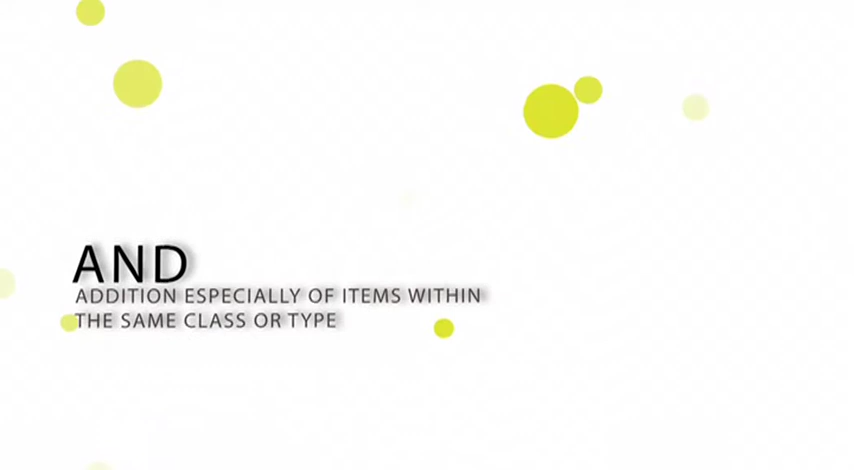 AND
ADDITION ESPECIALLY OF ITEMS WITHIN
THE SAME CLASS OR TYPE